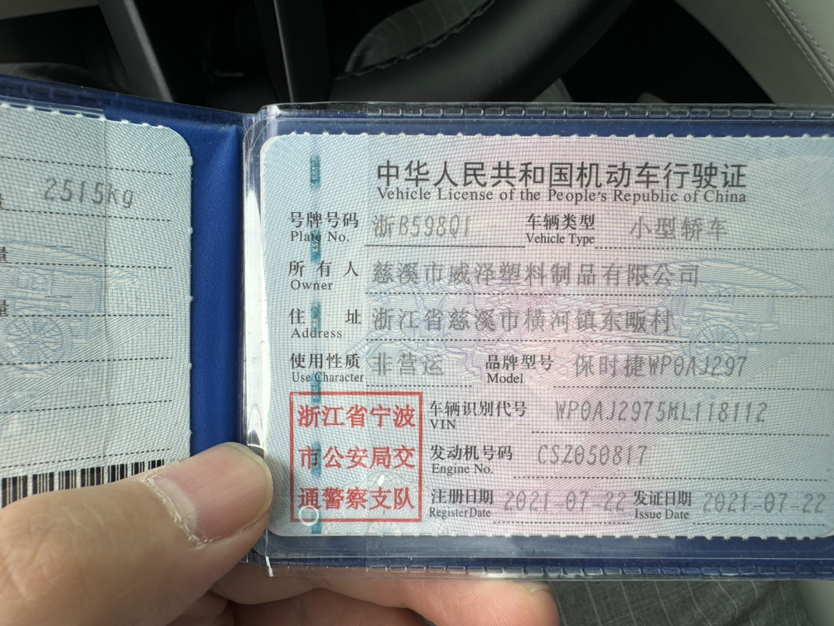 2515kg
中华人民共和国机动车行驶证
Vehicle License of the People's Republic of China
号牌号码 浙B598Q1 车辆类型 小型轿车
Plate No. Vehicle Type
所有人 慈溪市威泽塑料制品有限公司
Owner
住址 浙江省慈溪市横河镇东畈村
Address
使用性质 非营运 品牌型号 保时捷WP0AJ297
Use Character Model
浙江省宁波
市公安局交
通警察支队
车辆识别代号 WP0AJ2975ML118112
VIN
发动机号码 CSZ050817
Engine No.
注册日期 2021-07-22 发证日期 2021-07-22
Register Date Issue Date